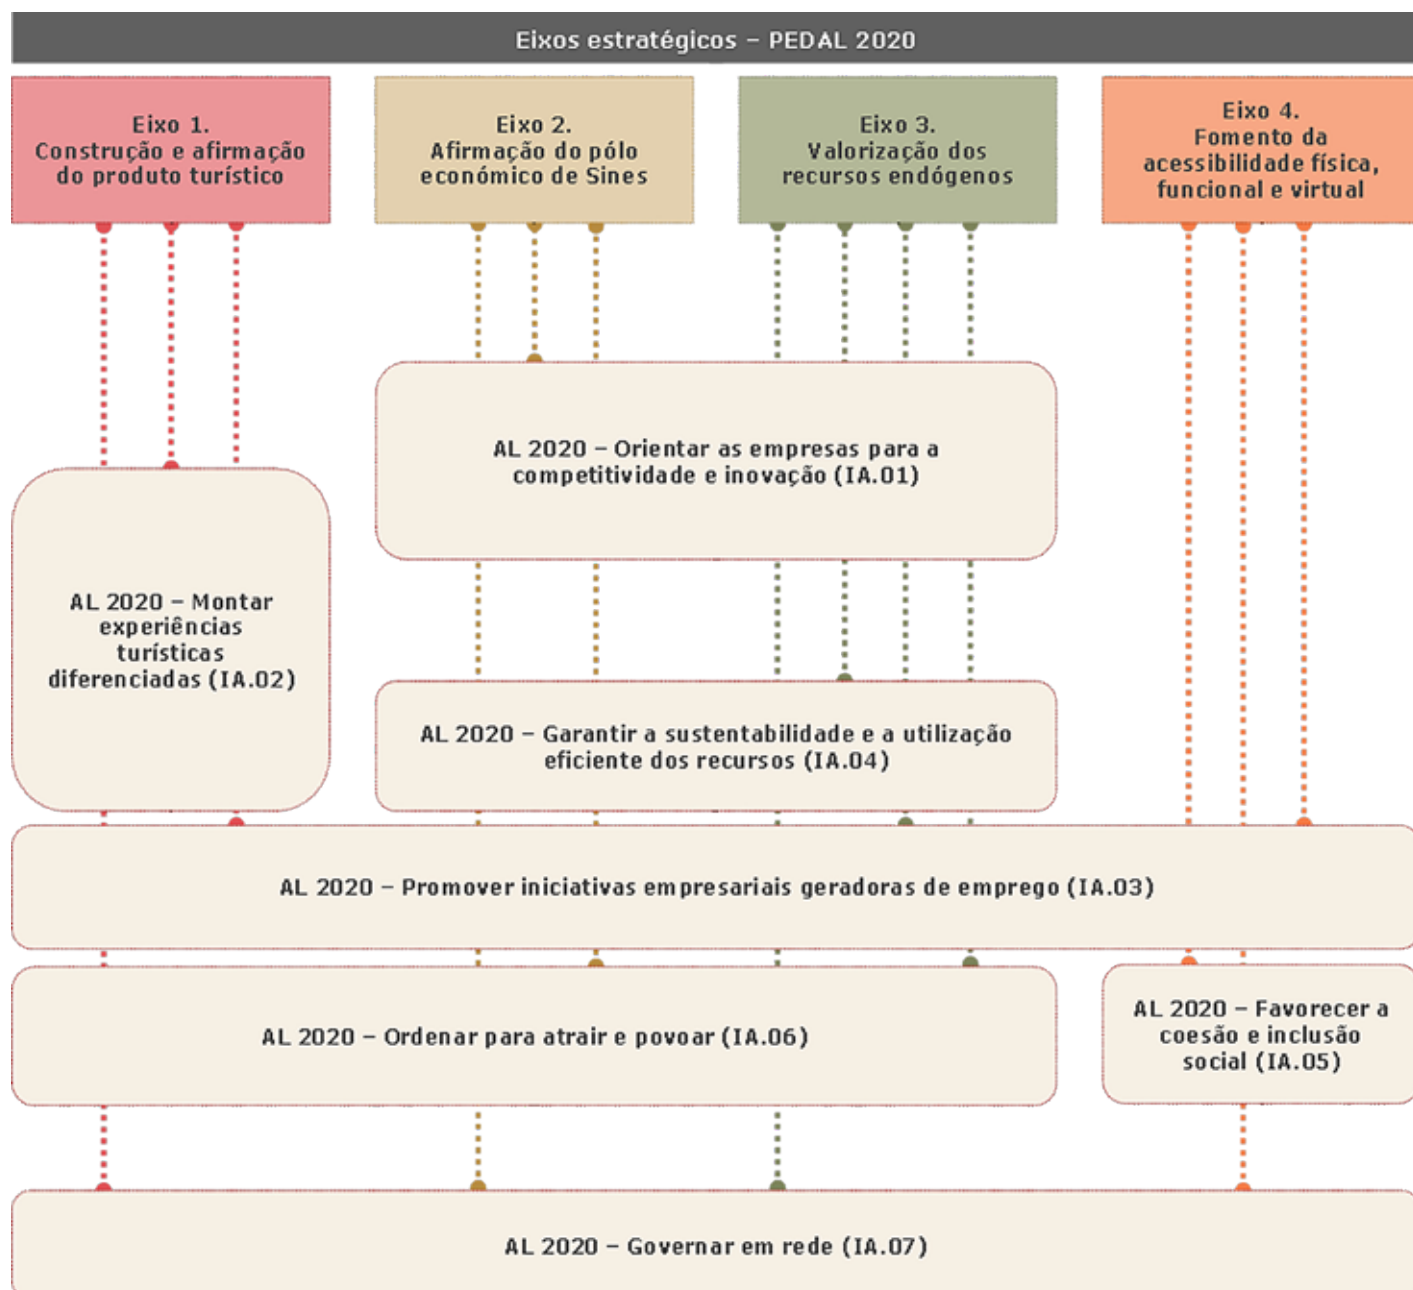 Eixos estratégicos – PEDAL 2020
Eixo 1.
Construção e afirmação
do produto turístico
Eixo 2.
Afirmação do pólo
económico de Sines
Eixo 3.
Valorização dos
recursos endógenos
Eixo 4.
Fomento da
acessibilidade física,
funcional e virtual
AL 2020 – Orientar as empresas para a
competitividade e inovação (IA.01)
AL 2020 – Montar
experiências
turísticas
diferenciadas (IA.02)
AL 2020 – Garantir a sustentabilidade e a utilização
eficiente dos recursos (IA.04)
AL 2020 – Promover iniciativas empresariais geradoras de emprego (IA.03)
AL 2020 – Ordenar para atrair e povoar (IA.06)
AL 2020 – Favorecer a
coesão e inclusão
social (IA.05)
AL 2020 – Governar em rede (IA.07)